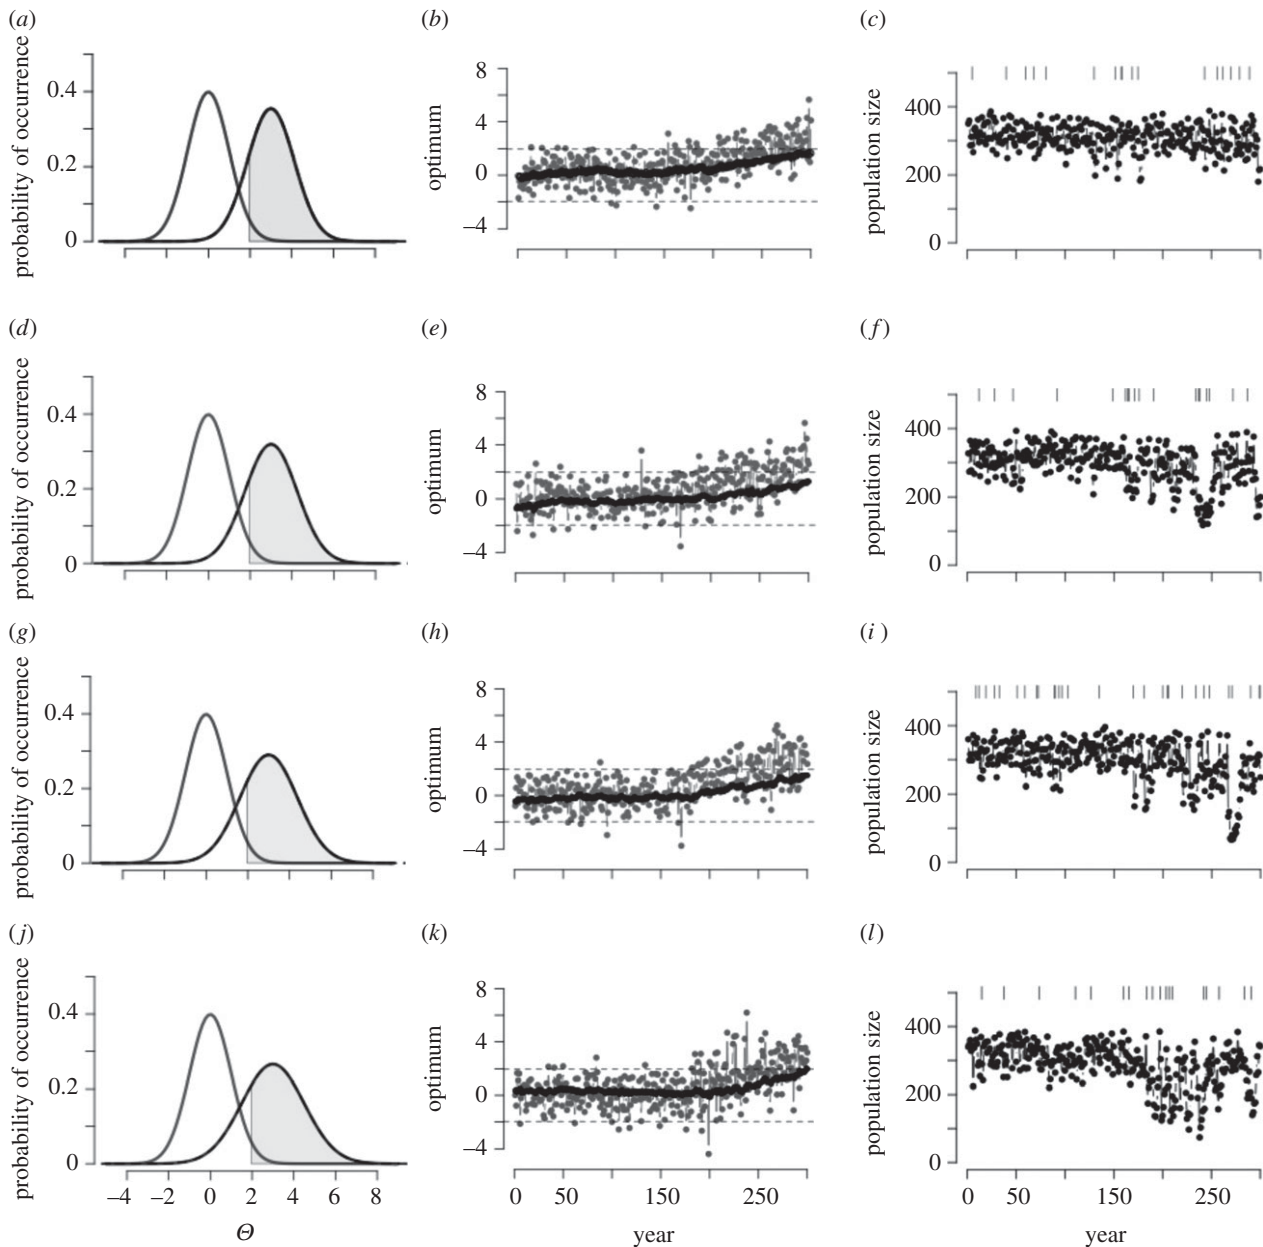 (a) (b) (c)
probability of occurrence
0.4
0.2
0
optimum
8
4
0
−4
population size
400
200
0
(d) (e) (f)
probability of occurrence
0.4
0.2
0
optimum
8
4
0
−4
population size
400
200
0
(g) (h) (i )
probability of occurrence
0.4
0.2
0
optimum
8
4
0
−4
population size
400
200
0
(j) (k) (l)
probability of occurrence
0.4
0.2
0
−4 −2 0 2 4 6 8
Θ
optimum
8
4
0
−4
0 50 150 250
year
population size
400
200
0
0 50 150 250
year